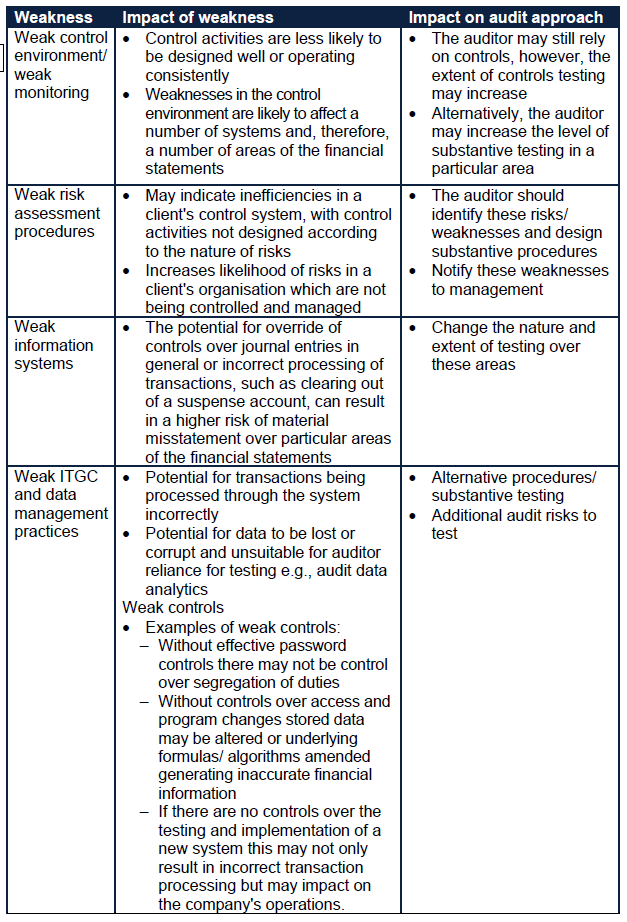 Weakness Impact of weakness Impact on audit approach
Weak control
environment/
weak
monitoring
• Control activities are less likely to
be designed well or operating
consistently
• Weaknesses in the control
environment are likely to affect a
number of systems and, therefore,
a number of areas of the financial
statements
• The auditor may still rely
on controls, however, the
extent of controls testing
may increase
• Alternatively, the auditor
may increase the level of
substantive testing in a
particular area
Weak risk
assessment
procedures
• May indicate inefficiencies in a
client's control system, with control
activities not designed according
to the nature of risks
• Increases likelihood of risks in a
client's organisation which are not
being controlled and managed
• The auditor should
identify these risks/
weaknesses and design
substantive procedures
• Notify these weaknesses
to management
Weak
information
systems
• The potential for override of
controls over journal entries in
general or incorrect processing of
transactions, such as clearing out
of a suspense account, can result
in a higher risk of material
misstatement over particular areas
of the financial statements
• Change the nature and
extent of testing over
these areas
Weak ITGC
and data
management
practices
• Potential for transactions being
processed through the system
incorrectly
• Potential for data to be lost or
corrupt and unsuitable for auditor
reliance for testing e.g., audit data
analytics
Weak controls
• Examples of weak controls:
– Without effective password
controls there may not be control
over segregation of duties
– Without controls over access and
program changes stored data
may be altered or underlying
formulas/ algorithms amended
generating inaccurate financial
information
– If there are no controls over the
testing and implementation of a
new system this may not only
result in incorrect transaction
processing but may impact on
the company's operations.
• Alternative procedures/
substantive testing
• Additional audit risks to
test